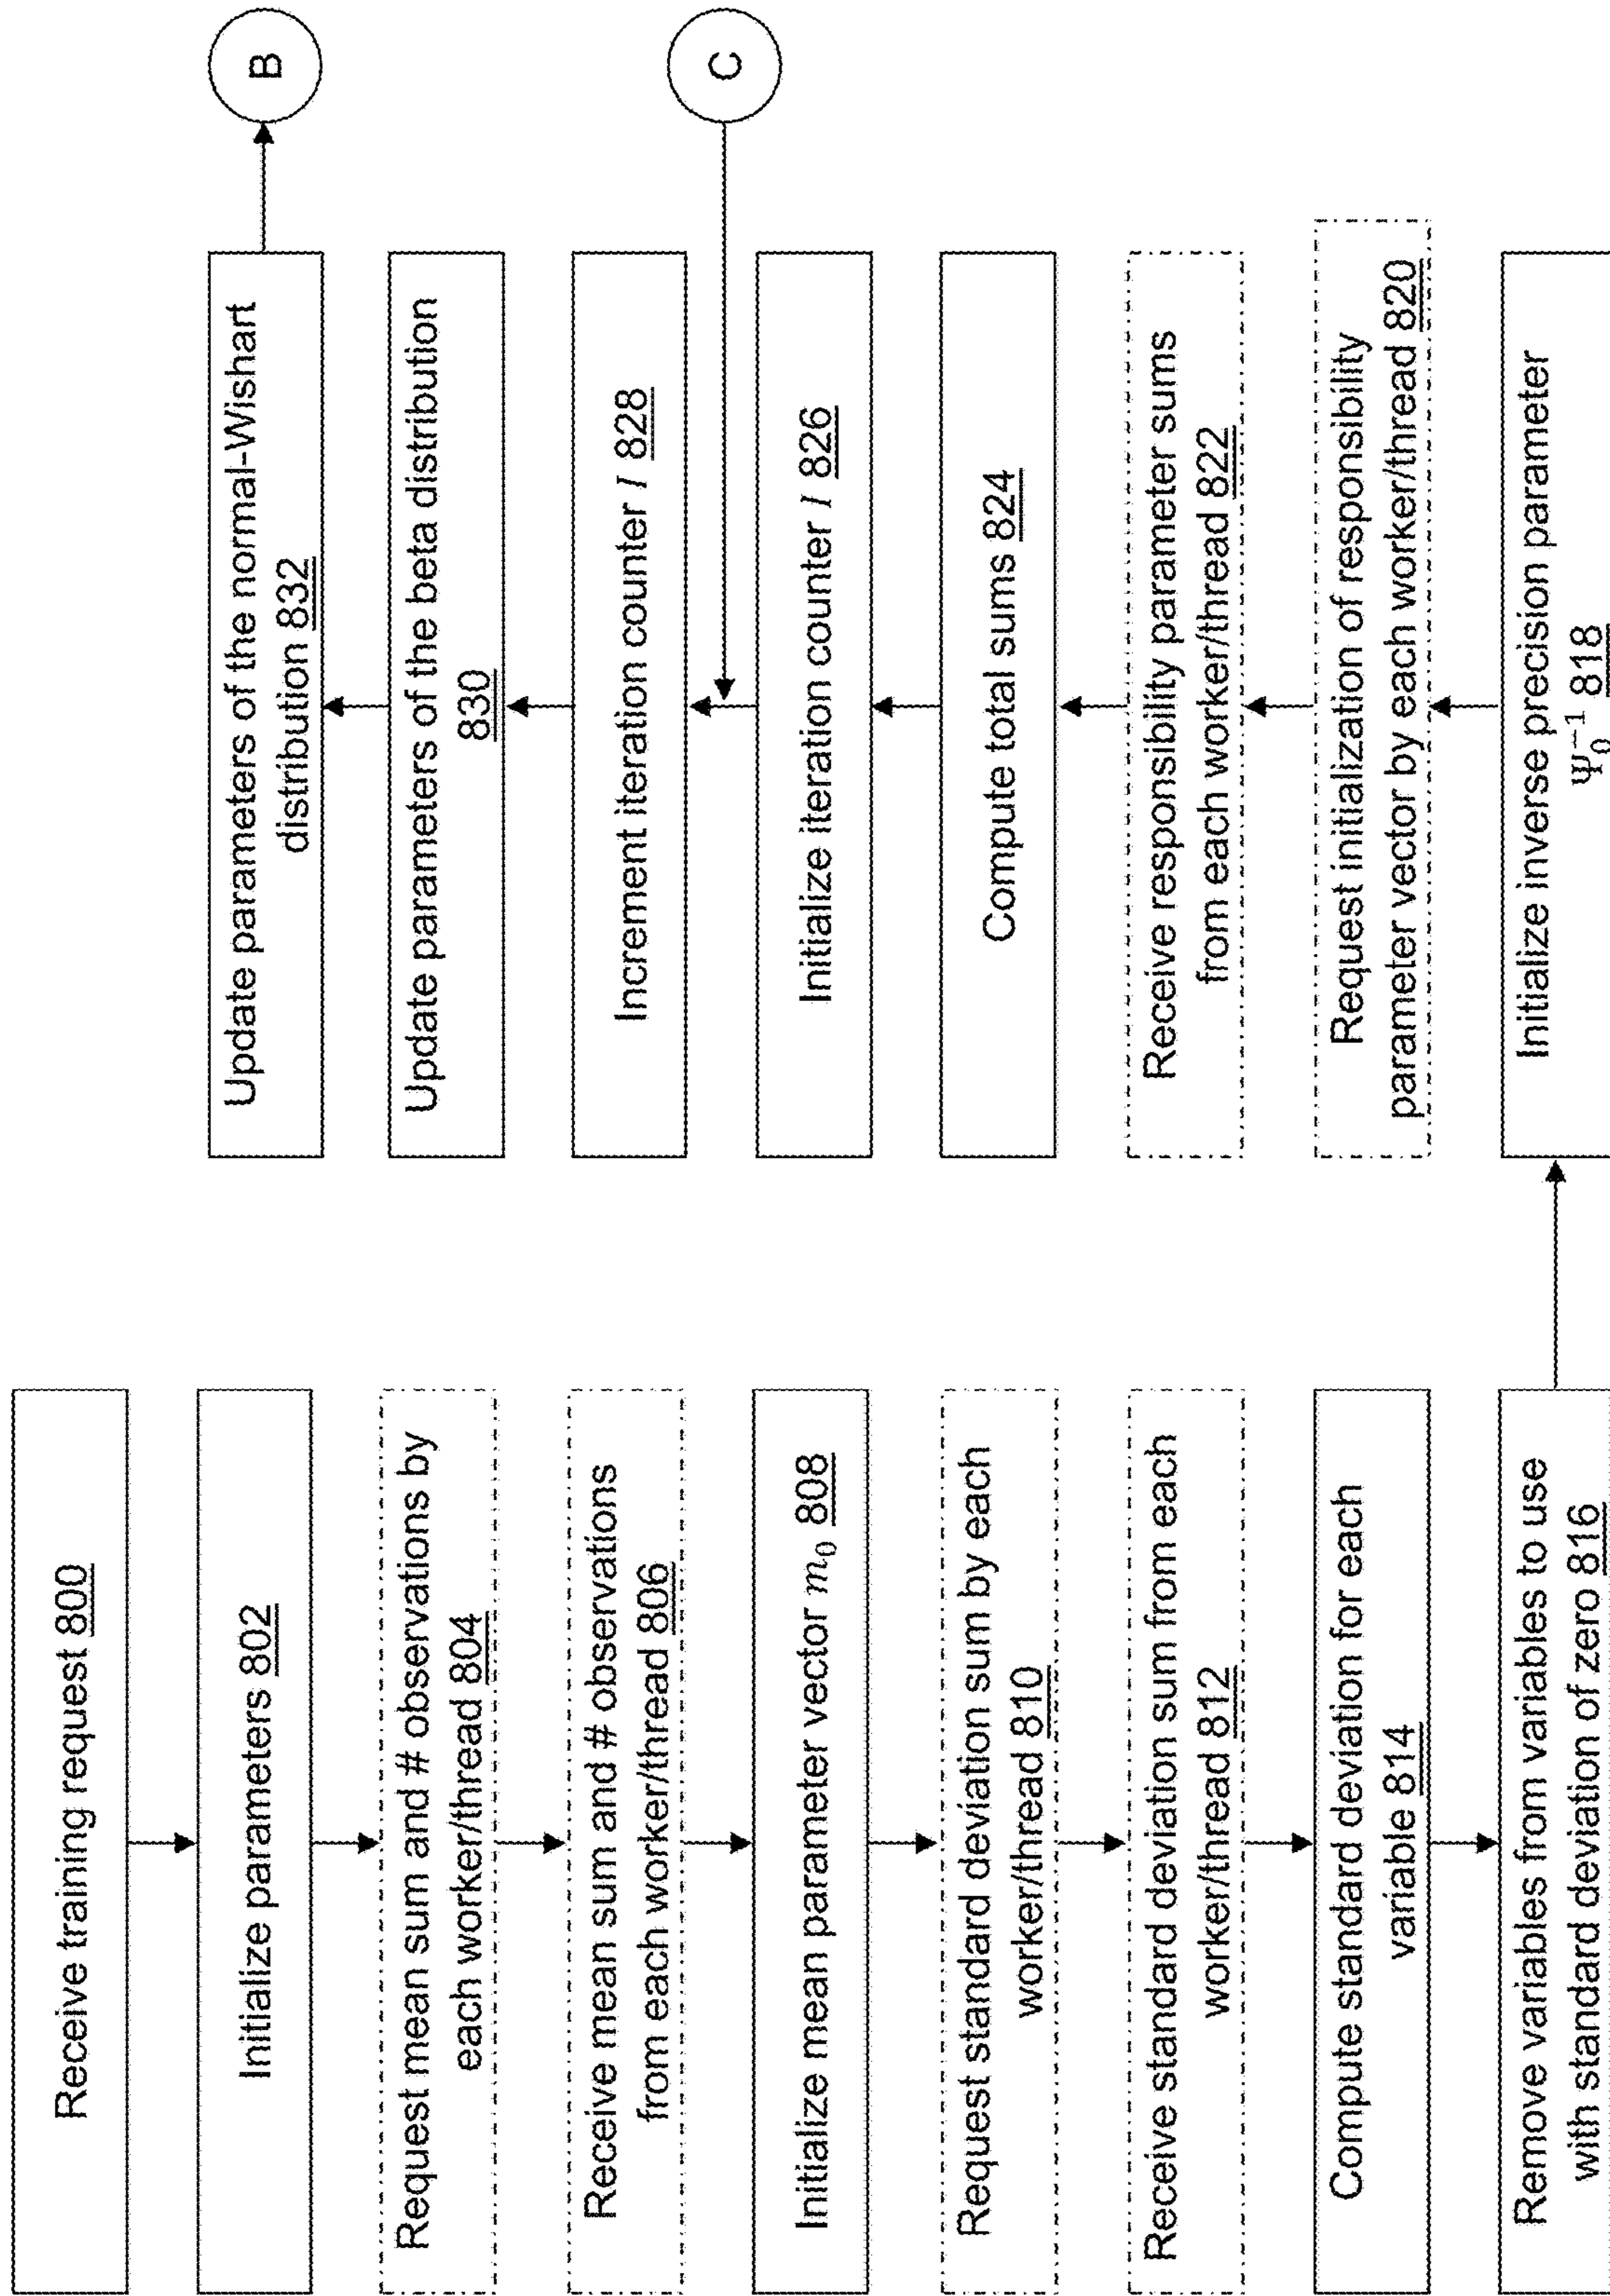 Receive training request 800
Initialize parameters 802
Request mean sum and # observations by
each worker/thread 804
Receive mean sum and # observations
from each worker/thread 806
Initialize mean parameter vector m₀ 808
Request standard deviation sum by each
worker/thread 810
Receive standard deviation sum from each
worker/thread 812
Compute standard deviation for each
variable 814
Remove variables from variables to use
with standard deviation of zero 816
Initialize inverse precision parameter
Ψ₀⁻¹ 818
Request initialization of responsibility
parameter vector by each worker/thread 820
Receive responsibility parameter sums
from each worker/thread 822
Compute total sums 824
Initialize iteration counter I 826
Increment iteration counter I 828
Update parameters of the beta distribution
830
Update parameters of the normal-Wishart
distribution 832
B
C